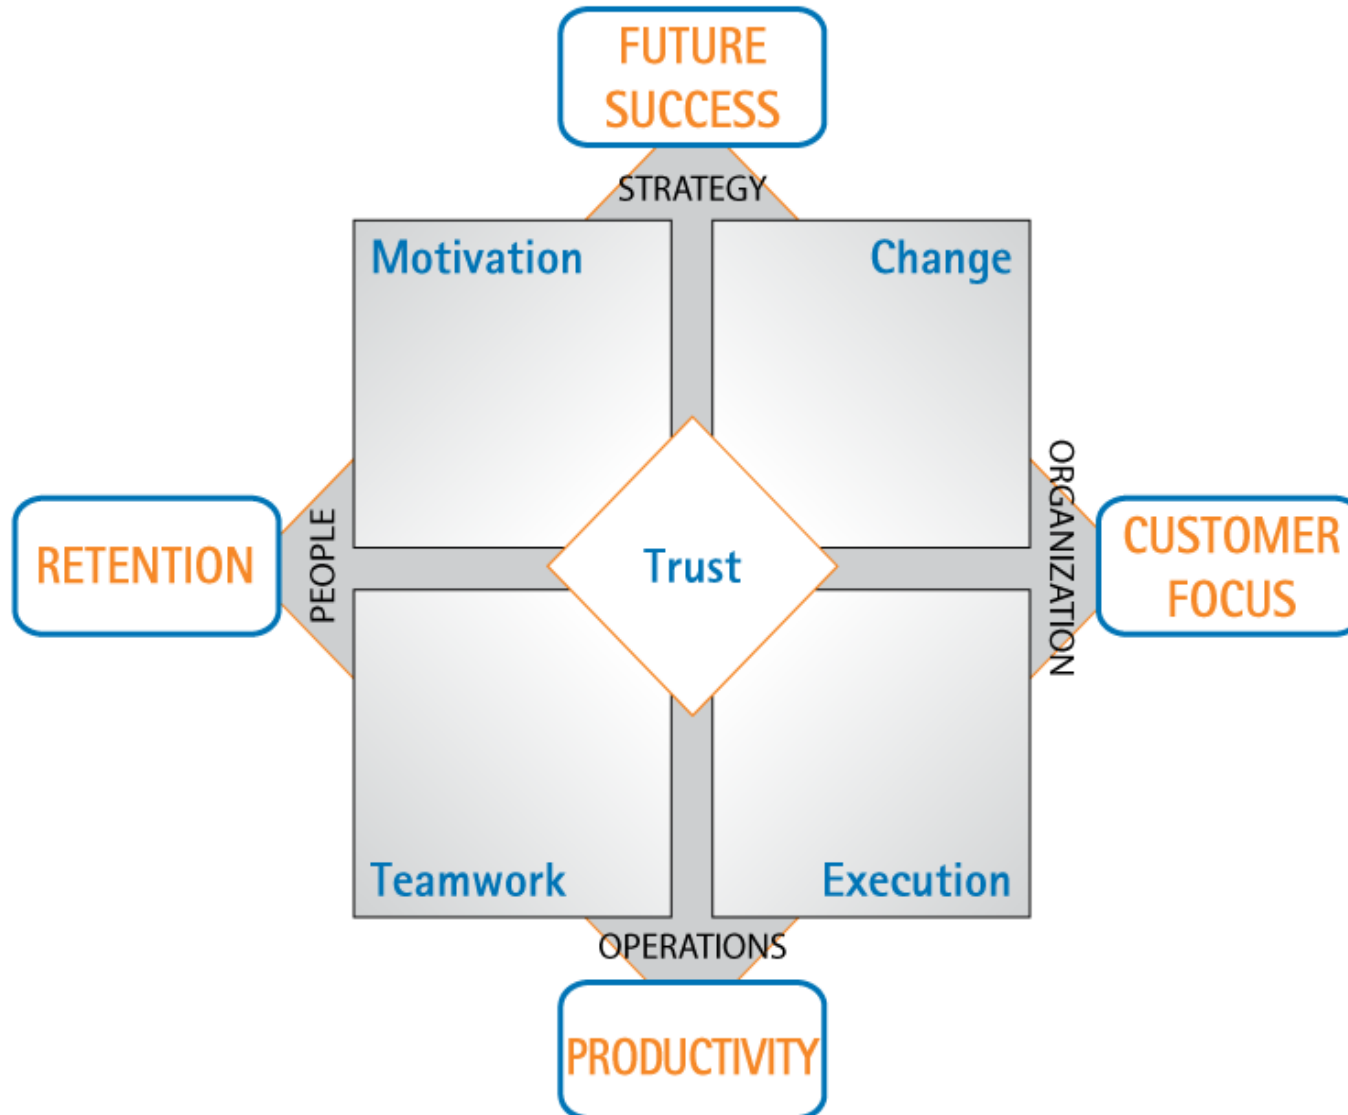 FUTURE
SUCCESS
STRATEGY
Motivation
Change
RETENTION
PEOPLE
Trust
ORGANIZATION
CUSTOMER
FOCUS
Teamwork
Execution
OPERATIONS
PRODUCTIVITY